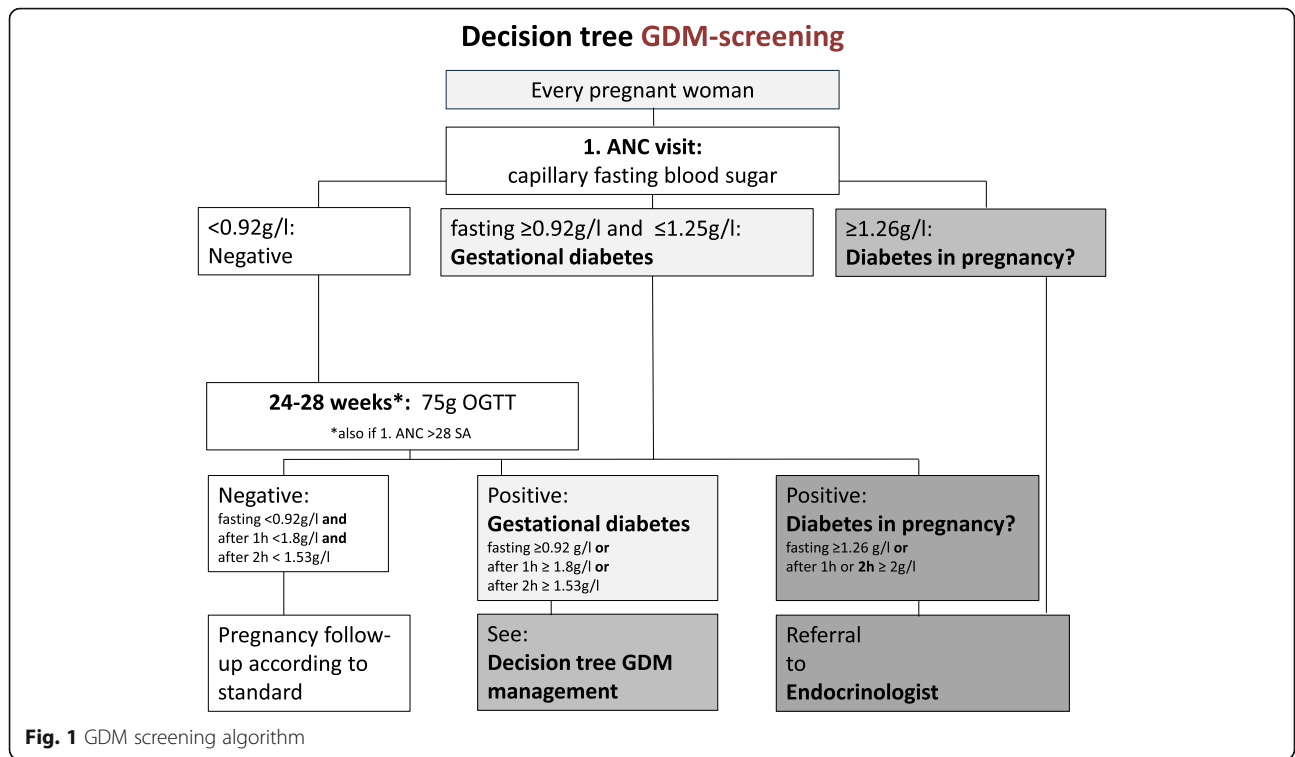 Decision tree GDM-screening
Every pregnant woman
1. ANC visit:
capillary fasting blood sugar
<0.92g/l:
Negative
fasting ≥0.92g/l and ≤1.25g/l:
Gestational diabetes
≥1.26g/l:
Diabetes in pregnancy?
24-28 weeks*: 75g OGTT
*also if 1. ANC >28 SA
Negative:
fasting <0.92g/l and
after 1h <1.8g/l and
after 2h < 1.53g/l
Positive:
Gestational diabetes
fasting ≥0.92 g/l or
after 1h ≥ 1.8g/l or
after 2h ≥ 1.53g/l
Positive:
Diabetes in pregnancy?
fasting ≥1.26 g/l or
after 1h or 2h ≥ 2g/l
Pregnancy follow-
up according to
standard
See:
Decision tree GDM
management
Referral
to
Endocrinologist
Fig. 1 GDM screening algorithm